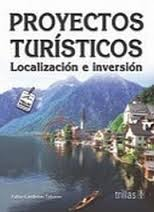 PROYECTOS
TURÍSTICOS
Localización e inversión
trillas